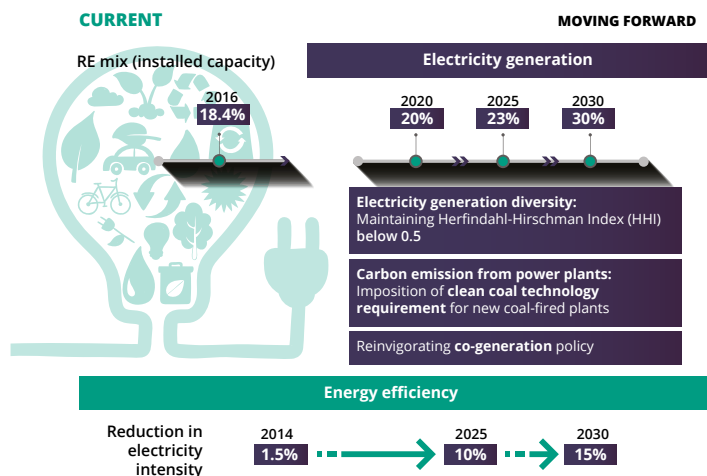 CURRENT
MOVING FORWARD
RE mix (installed capacity)
Electricity generation
2016
18.4%
2020
20%
2025
23%
2030
30%
Electricity generation diversity:
Maintaining Herfindahl-Hirschman Index (HHI)
below 0.5
Carbon emission from power plants:
Imposition of clean coal technology
requirement for new coal-fired plants
Reinvigorating co-generation policy
Energy efficiency
Reduction in
electricity
intensity
2014
1.5%
2025
10%
2030
15%